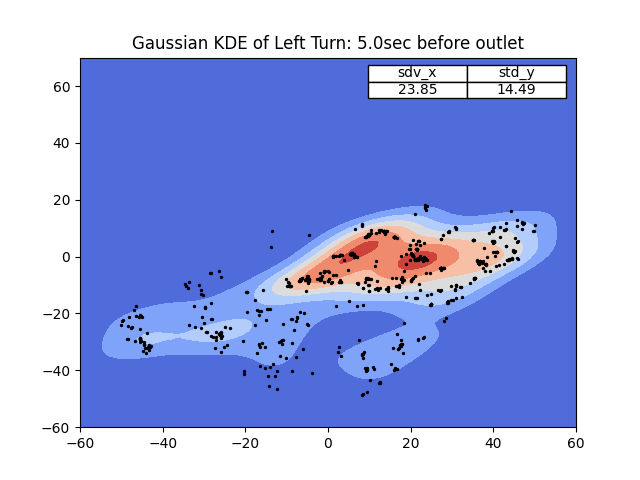 Gaussian KDE of Left Turn: 5.0sec before outlet
sdv_x std_y
23.85 14.49
60
40
20
0
−20
−40
−60
−60 −40 −20 0 20 40 60